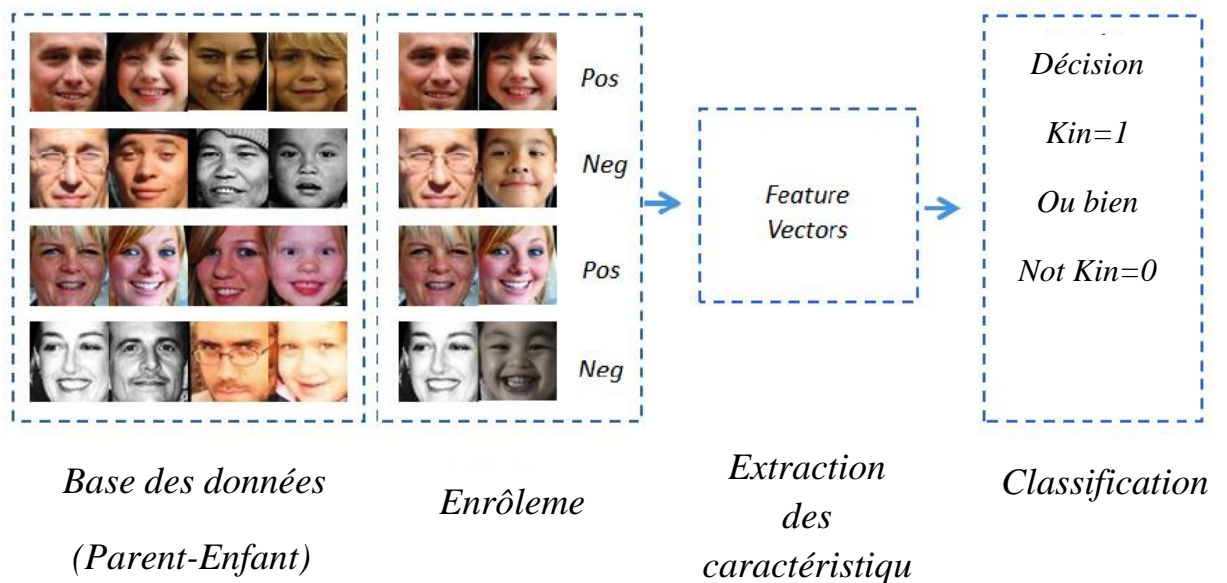 Pos
Neg
Pos
Neg
Feature
Vectors
Décision
Kin=1
Ou bien
Not Kin=0
Base des données
(Parent-Enfant)
Enrôleme
Extraction
des
caractéristiqu
Classification